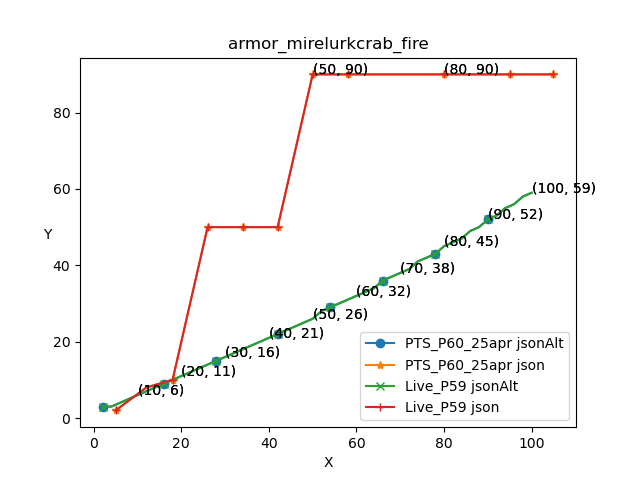 armor_mirelurkcrab_fire
(50, 90)
(80, 90)
80
60
(100, 59)
(90, 52)
Y
(80, 45)
40
(70, 38)
(60, 32)
(50, 26)
(40, 21)
20
(30, 16)
(20, 11)
(10, 6)
0
PTS_P60_25apr jsonAlt
PTS_P60_25apr json
Live_P59 jsonAlt
Live_P59 json
0 20 40 60 80 100
X